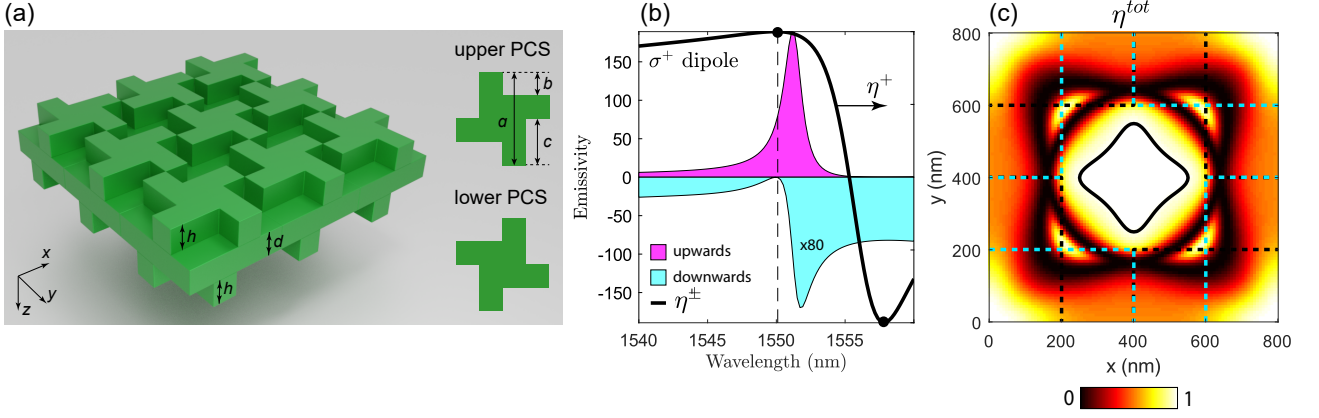 (a)
upper PCS
a
b
c
lower PCS
h
d
h
x
y
z
(b)
σ⁺ dipole
η⁺
x80
upwards
downwards
η±
150
100
50
0
-50
-100
-150
Emissivity
1540
1545
1550
1555
Wavelength (nm)
(c)
η^{tot}
800
600
400
200
0
y (nm)
0
200
400
600
800
x (nm)
0
1